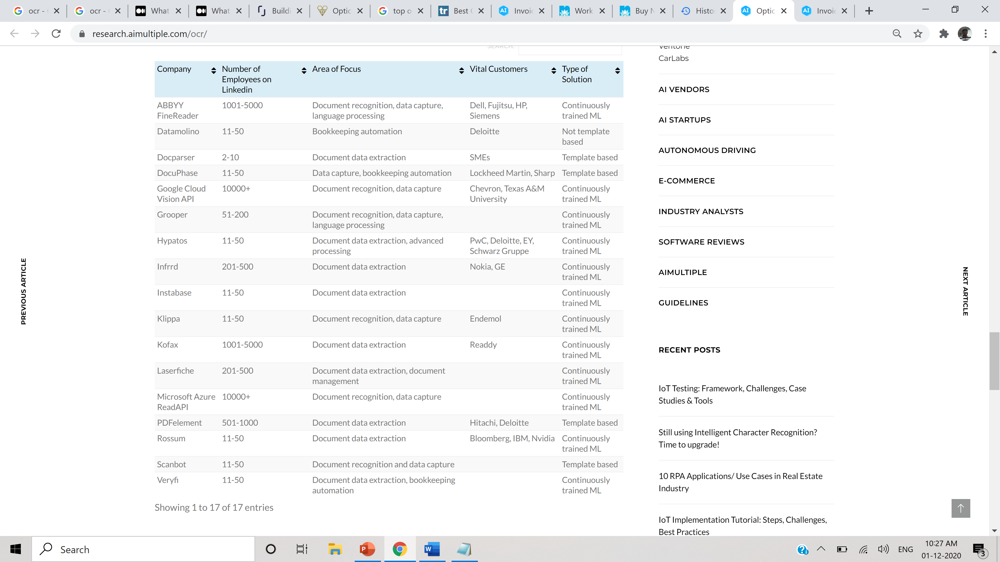 ocr -
ocr -
What
What
Buildi
Optic
top o
Best
Invoic
Work
Buy N
Histo
Optic
Invoic
research.aimultiple.com/ocr/
SEARCH:
Company
Number of
Employees on
Linkedin
Area of Focus
Vital Customers
Type of
Solution
ABBYY
FineReader
1001-5000
Document recognition, data capture,
language processing
Dell, Fujitsu, HP,
Siemens
Continuously
trained ML
Datamolino
11-50
Bookkeeping automation
Deloitte
Not template
based
Docparser
2-10
Document data extraction
SMEs
Template based
DocuPhase
11-50
Data capture, bookkeeping automation
Lockheed Martin, Sharp
Template based
Google Cloud
Vision API
10000+
Document recognition, data capture
Chevron, Texas A&M
University
Continuously
trained ML
Grooper
51-200
Document recognition, data capture,
language processing
Continuously
trained ML
Hypatos
11-50
Document data extraction, advanced
processing
PwC, Deloitte, EY,
Schwarz Gruppe
Continuously
trained ML
Infrrd
201-500
Document data extraction
Nokia, GE
Continuously
trained ML
Instabase
11-50
Document data extraction
Continuously
trained ML
Klippa
11-50
Document recognition, data capture
Endemol
Continuously
trained ML
Kofax
1001-5000
Document data extraction
Readdy
Continuously
trained ML
Laserfiche
201-500
Document data extraction, document
management
Continuously
trained ML
Microsoft Azure
ReadAPI
10000+
Document recognition, data capture
Continuously
trained ML
PDFelement
501-1000
Document data extraction
Hitachi, Deloitte
Template based
Rossum
11-50
Document data extraction
Bloomberg, IBM, Nvidia
Continuously
trained ML
Scanbot
11-50
Document recognition and data capture
Template based
Veryfi
11-50
Document data extraction, bookkeeping
automation
Continuously
trained ML
Showing 1 to 17 of 17 entries
PREVIOUS ARTICLE
NEXT ARTICLE
CarLabs
AI VENDORS
AI STARTUPS
AUTONOMOUS DRIVING
E-COMMERCE
INDUSTRY ANALYSTS
SOFTWARE REVIEWS
AIMULTIPLE
GUIDELINES
RECENT POSTS
IoT Testing: Framework, Challenges, Case
Studies & Tools
Still using Intelligent Character Recognition?
Time to upgrade!
10 RPA Applications/ Use Cases in Real Estate
Industry
IoT Implementation Tutorial: Steps, Challenges,
Best Practices
Search
ENG
10:27 AM
01-12-2020
3